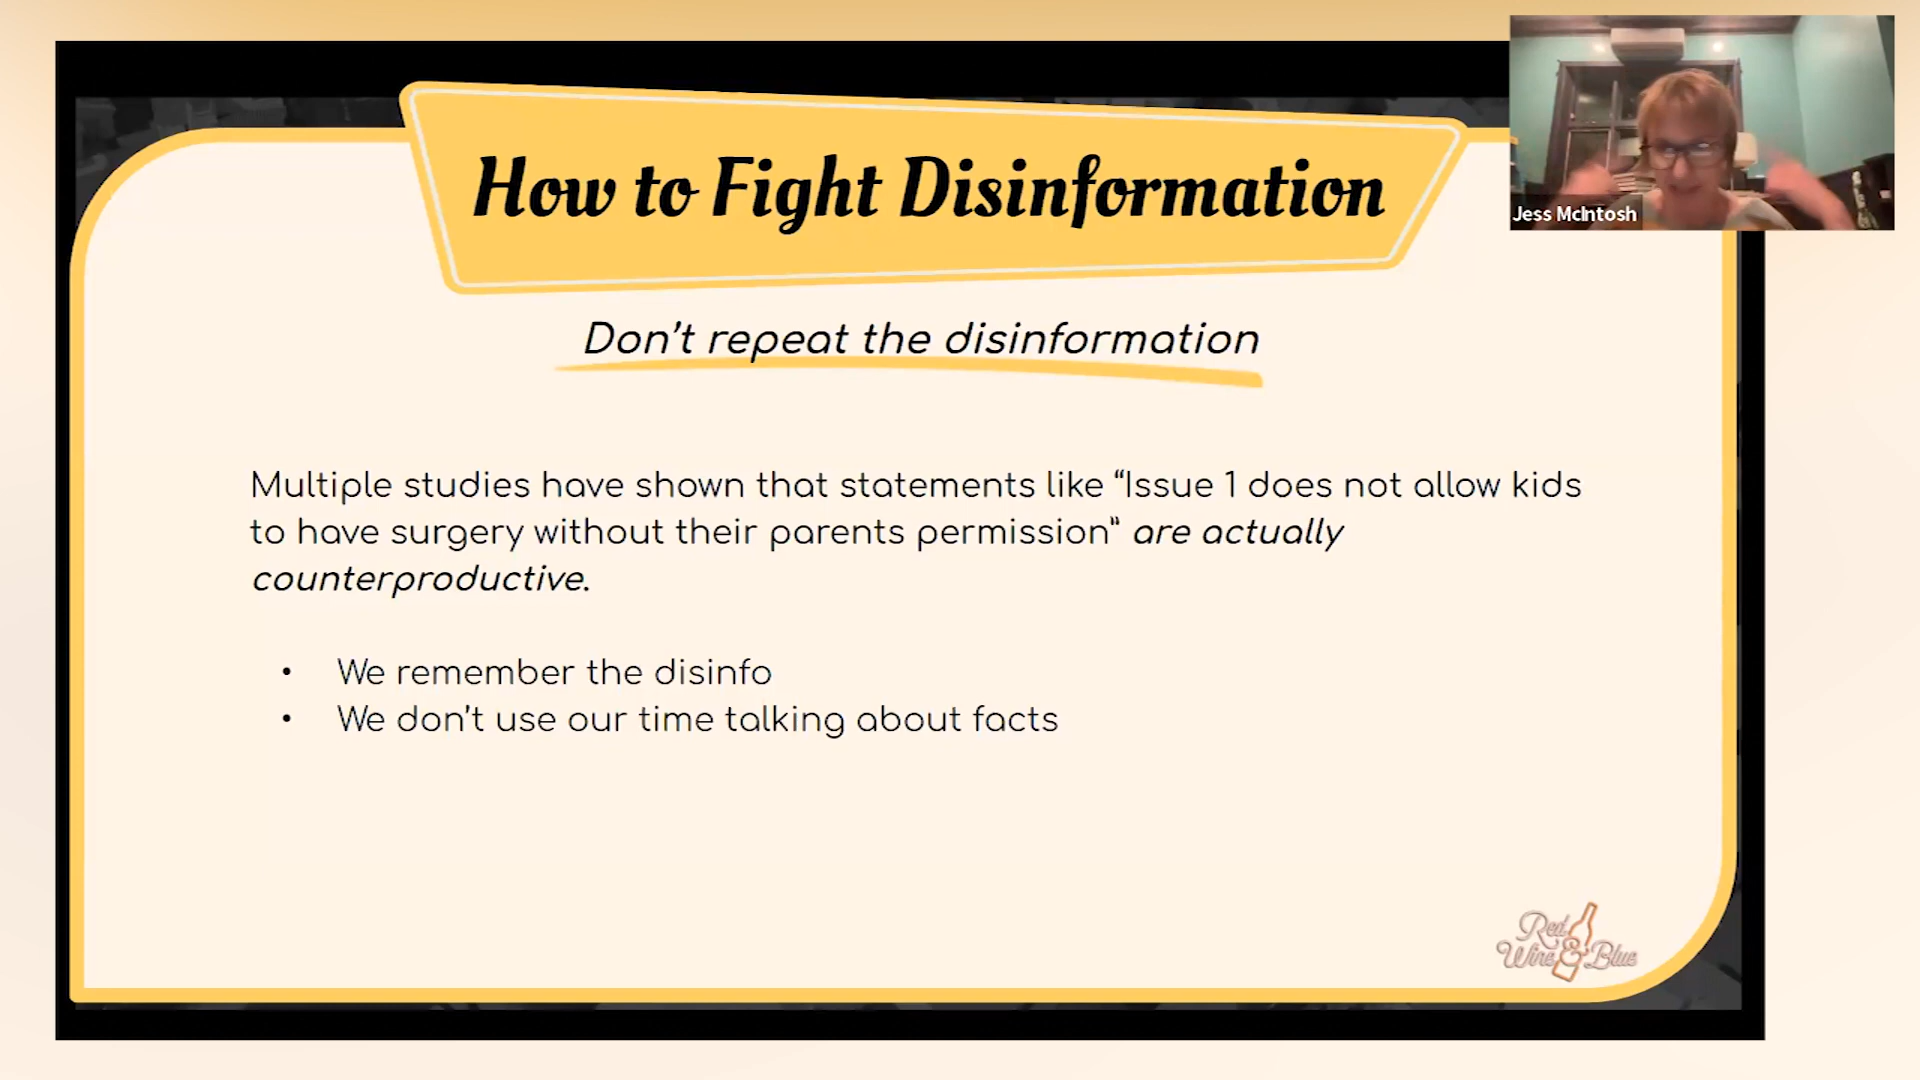 How to Fight Disinformation
Jess McIntosh
Don't repeat the disinformation
Multiple studies have shown that statements like “Issue 1 does not allow kids
to have surgery without their parents permission” are actually
counterproductive.
• We remember the disinfo
• We don't use our time talking about facts
Red
Wine & Blue